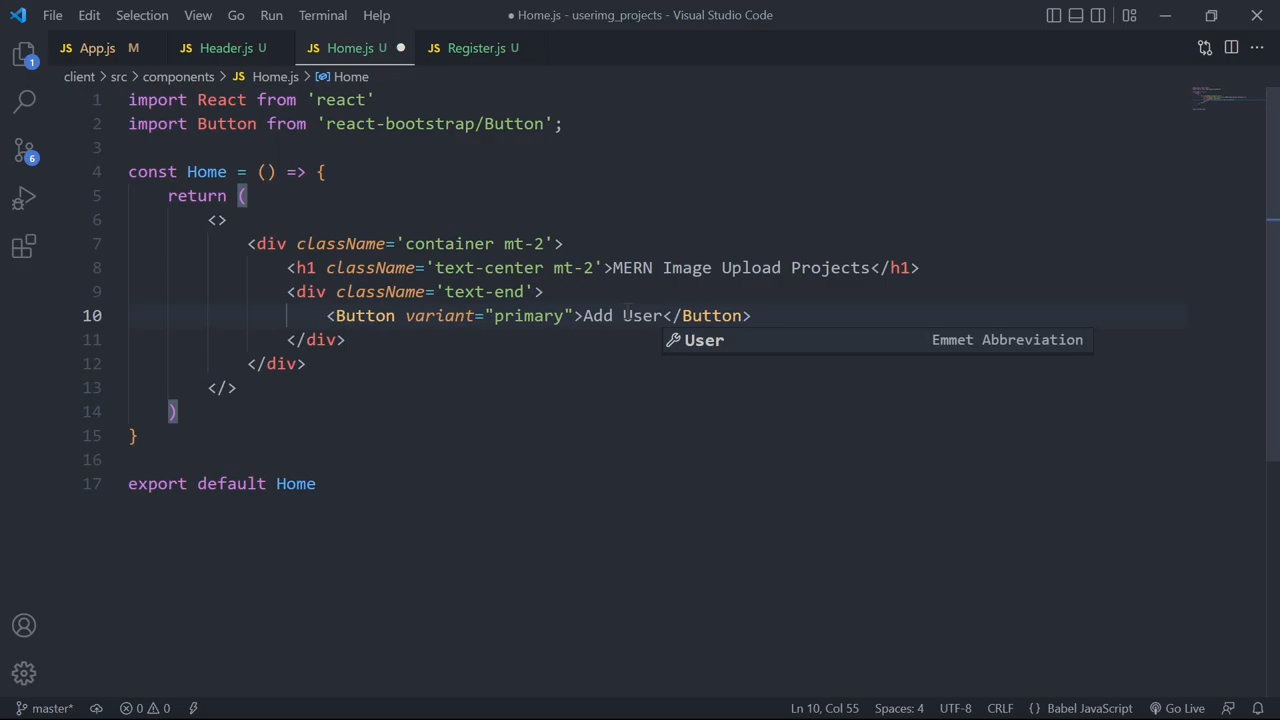 File Edit Selection View Go Run Terminal Help ● Home.js - userimg_projects - Visual Studio Code
JS App.js M JS Header.js U JS Home.js U ● JS Register.js U ···
client > src > components > JS Home.js > Home
1 import React from 'react'
2 import Button from 'react-bootstrap/Button';
3
4 const Home = () => {
5 return (
6 <>
7 <div className='container mt-2'>
8 <h1 className='text-center mt-2'>MERN Image Upload Projects</h1>
9 <div className='text-end'>
10 <Button variant="primary">Add User</Button>
User Emmet Abbreviation
11 </div>
12 </div>
13 </>
14 )
15 }
16
17 export default Home
1
6
master* 0 0 Ln 10, Col 55 Spaces: 4 UTF-8 CRLF {} Babel JavaScript Go Live